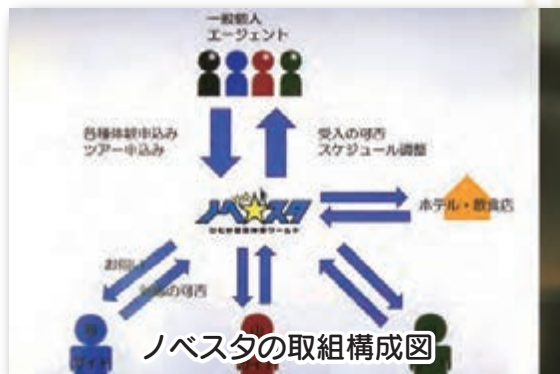 一般個人
エージェント
各種体験申込み
ツアー申込み
受入の可否
スケジュール調整
ノベ☆スタ
ホテル・飲食店
の可否
ノベスタの取組構成図